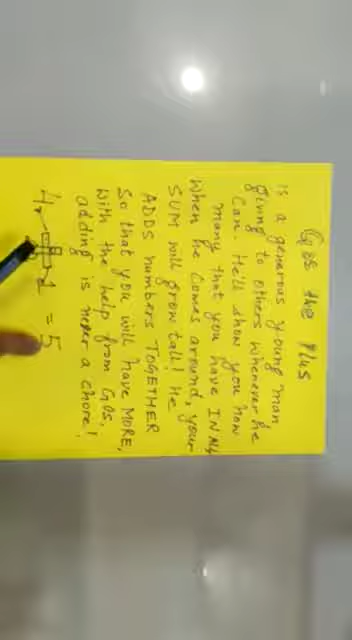 Gos the Plus
is a generous young man
giving to others whenever he
Can. He'll show you how
many that you have IN ALL
When he comes around, your
SUM will grow tall! He
ADDS numbers TOGETHER
So that you will have MORE,
With the help from Gos,
adding is never a chore!
4 + 1 = 5